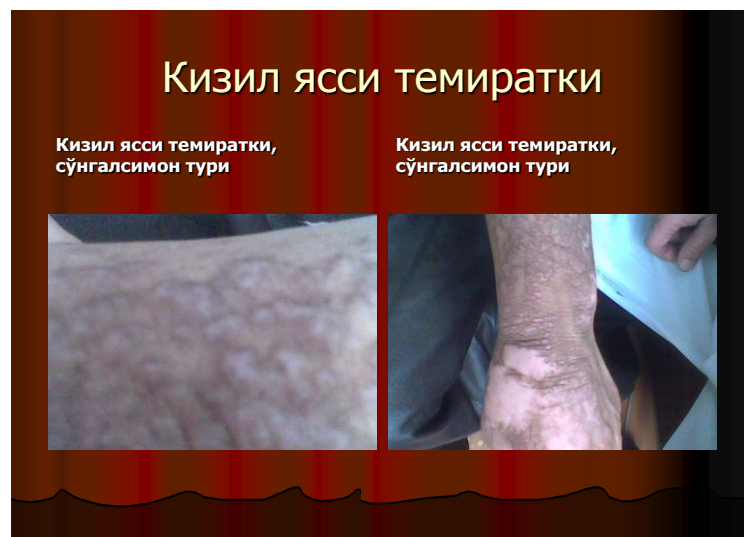 Кизил ясси темиратки
Кизил ясси темиратки,
сўнгалсимон тури
Кизил ясси темиратки,
сўнгалсимон тури